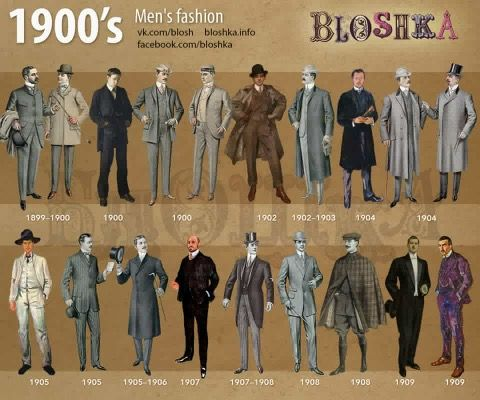 1900's Men's fashion
vk.com/blosh bloshka.info
facebook.com/bloshka
BLOSHKA
1899–1900 1900 1900 1902 1902–1903 1904 1904
BLOSHKA
1905 1905 1905–1906 1907 1907–1908 1908 1908 1909 1909